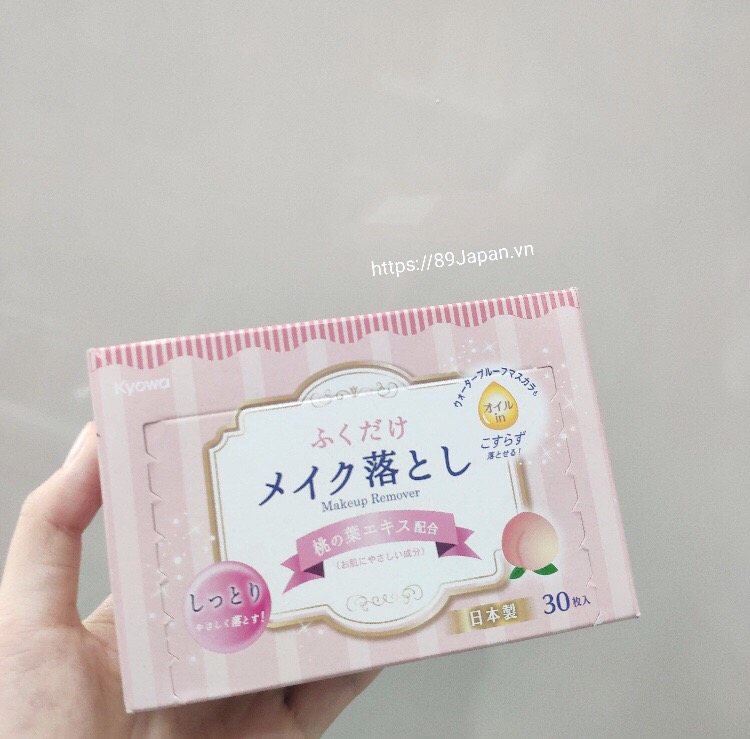 https://89Japan.vn
Kyowa
ウォータープルーフマスカラも
オイル
in
こすらず
落とせる!
ふくだけ
メイク落とし
Makeup Remover
桃の葉エキス配合
(お肌にやさしい成分)
しっとり
やさしく落とす!
日本製
30枚入